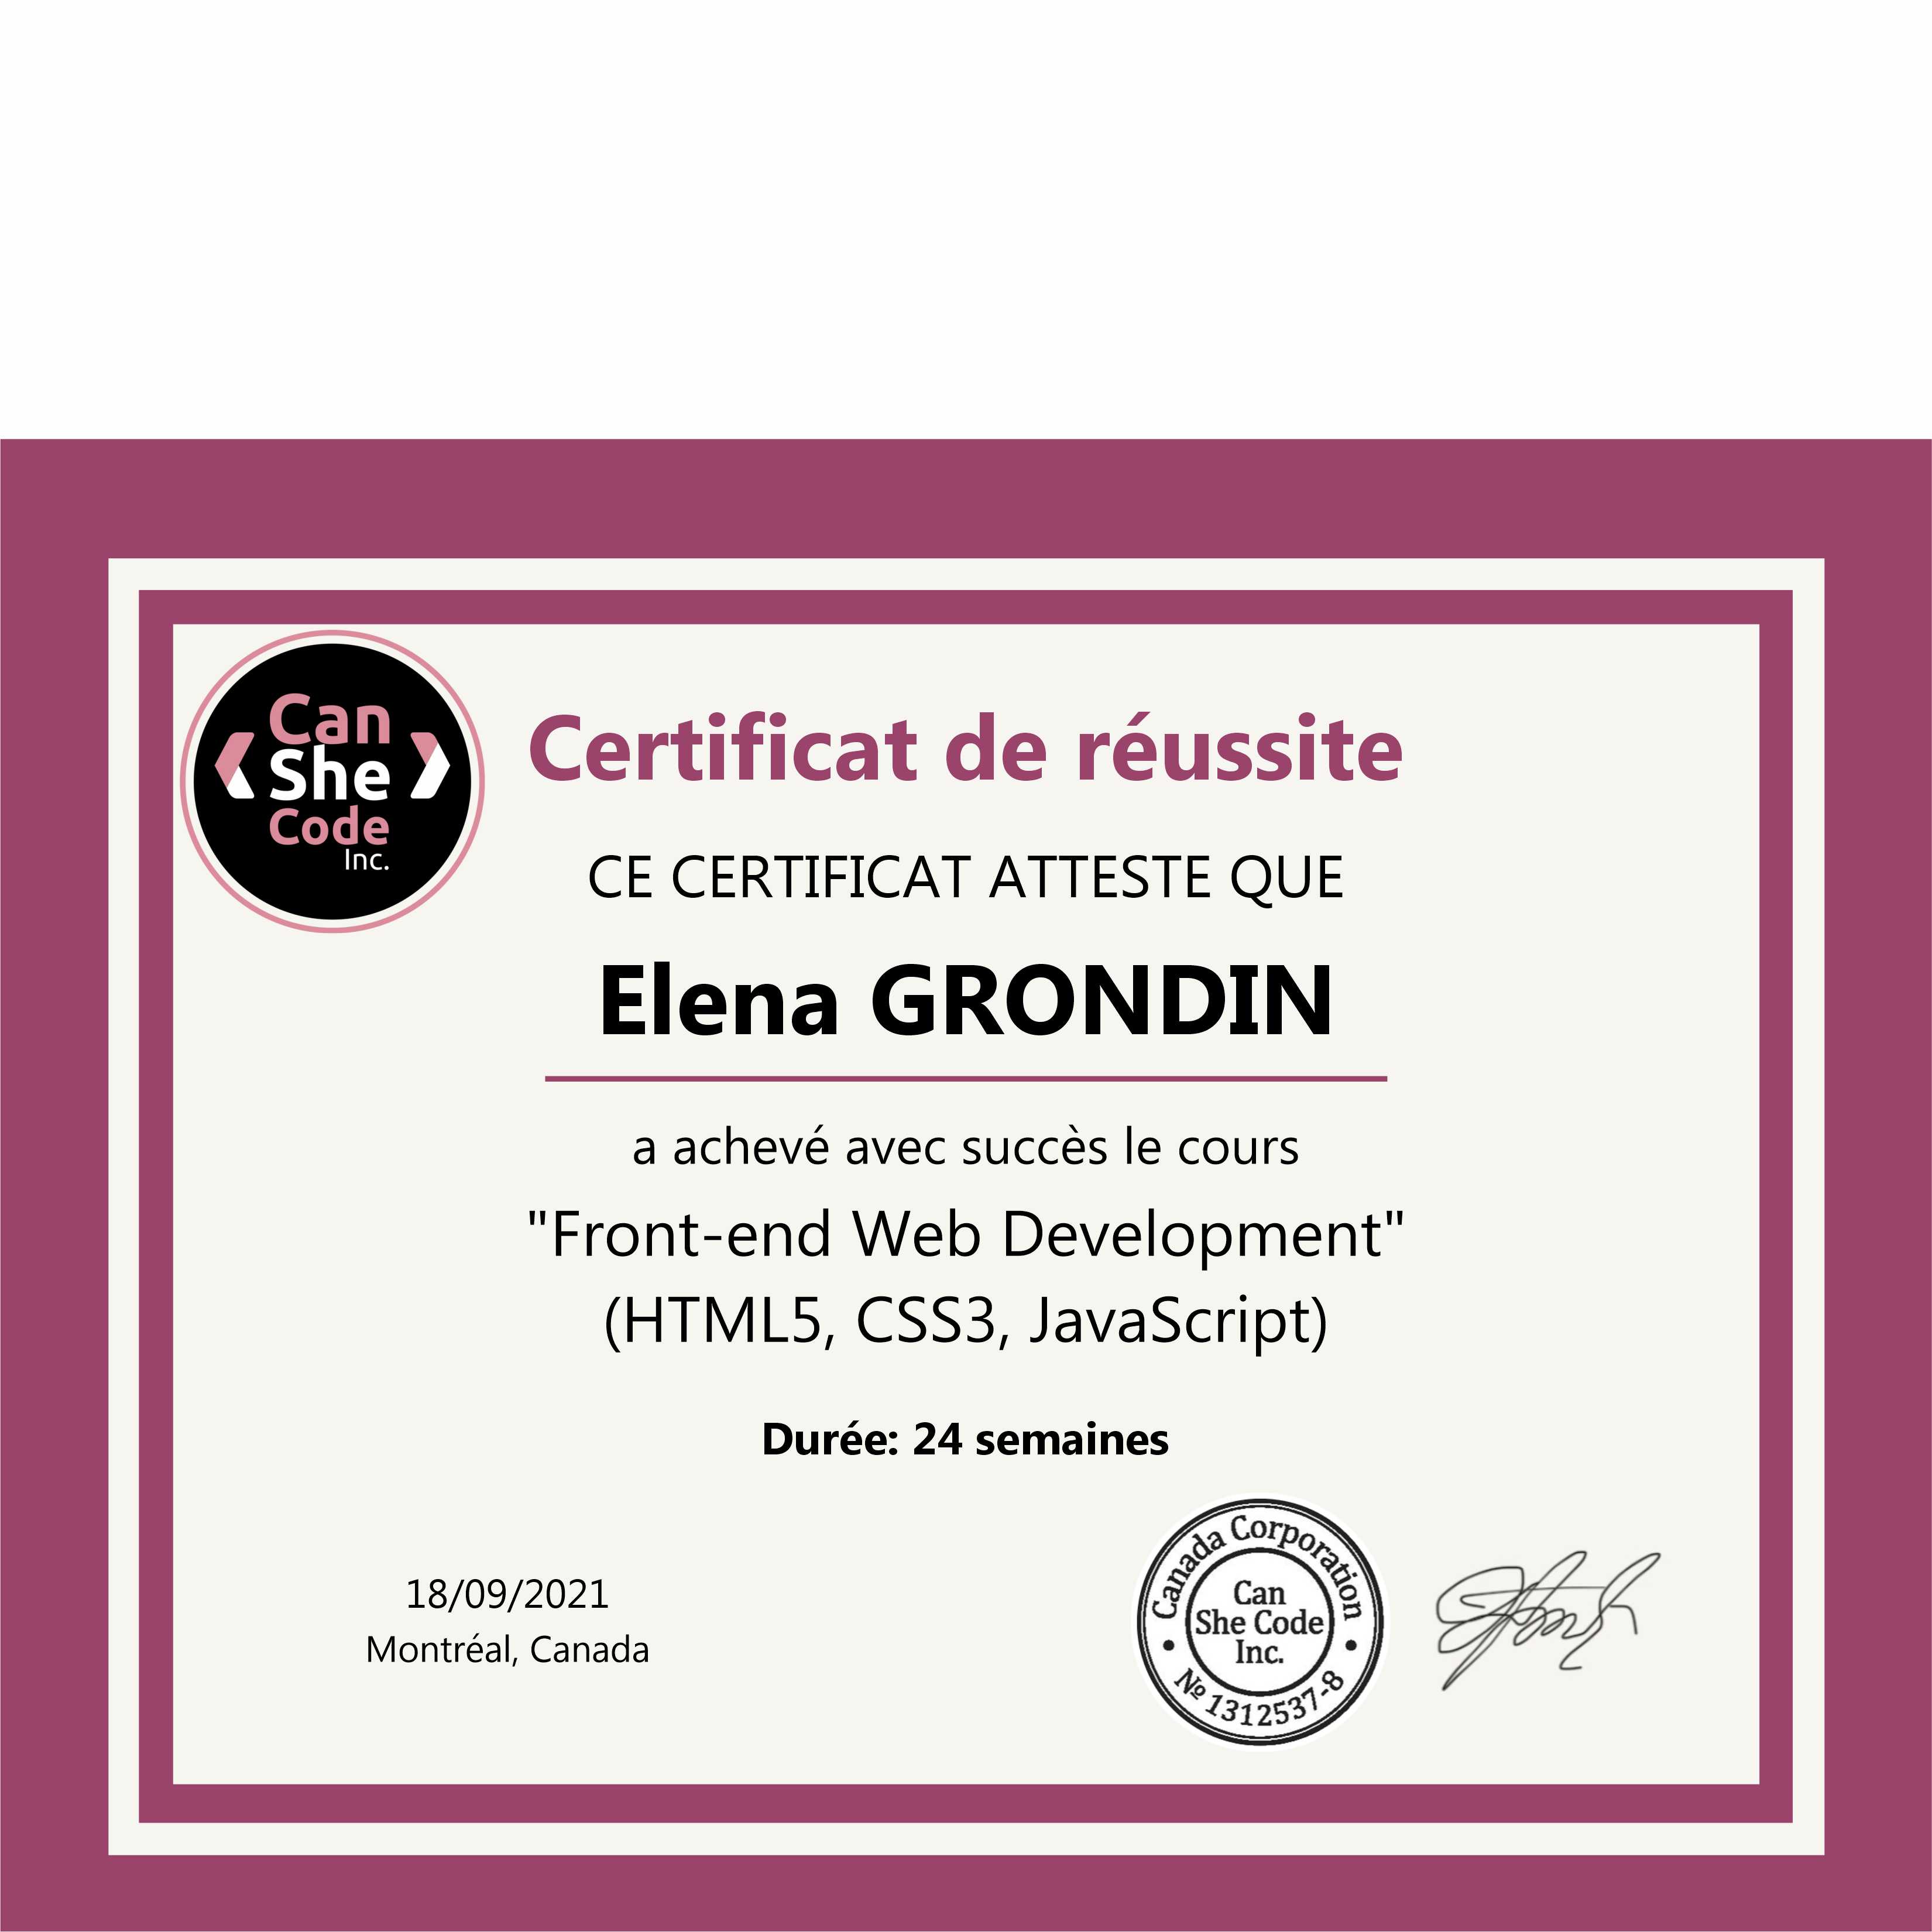 Can
She
Code
Inc.
Certificat de réussite
CE CERTIFICAT ATTESTE QUE
Elena GRONDIN
a achevé avec succès le cours
"Front-end Web Development"
(HTML5, CSS3, JavaScript)
Durée: 24 semaines
18/09/2021
Montréal, Canada
Canada Corporation
Can
She Code
Inc.
№ 1312537-8